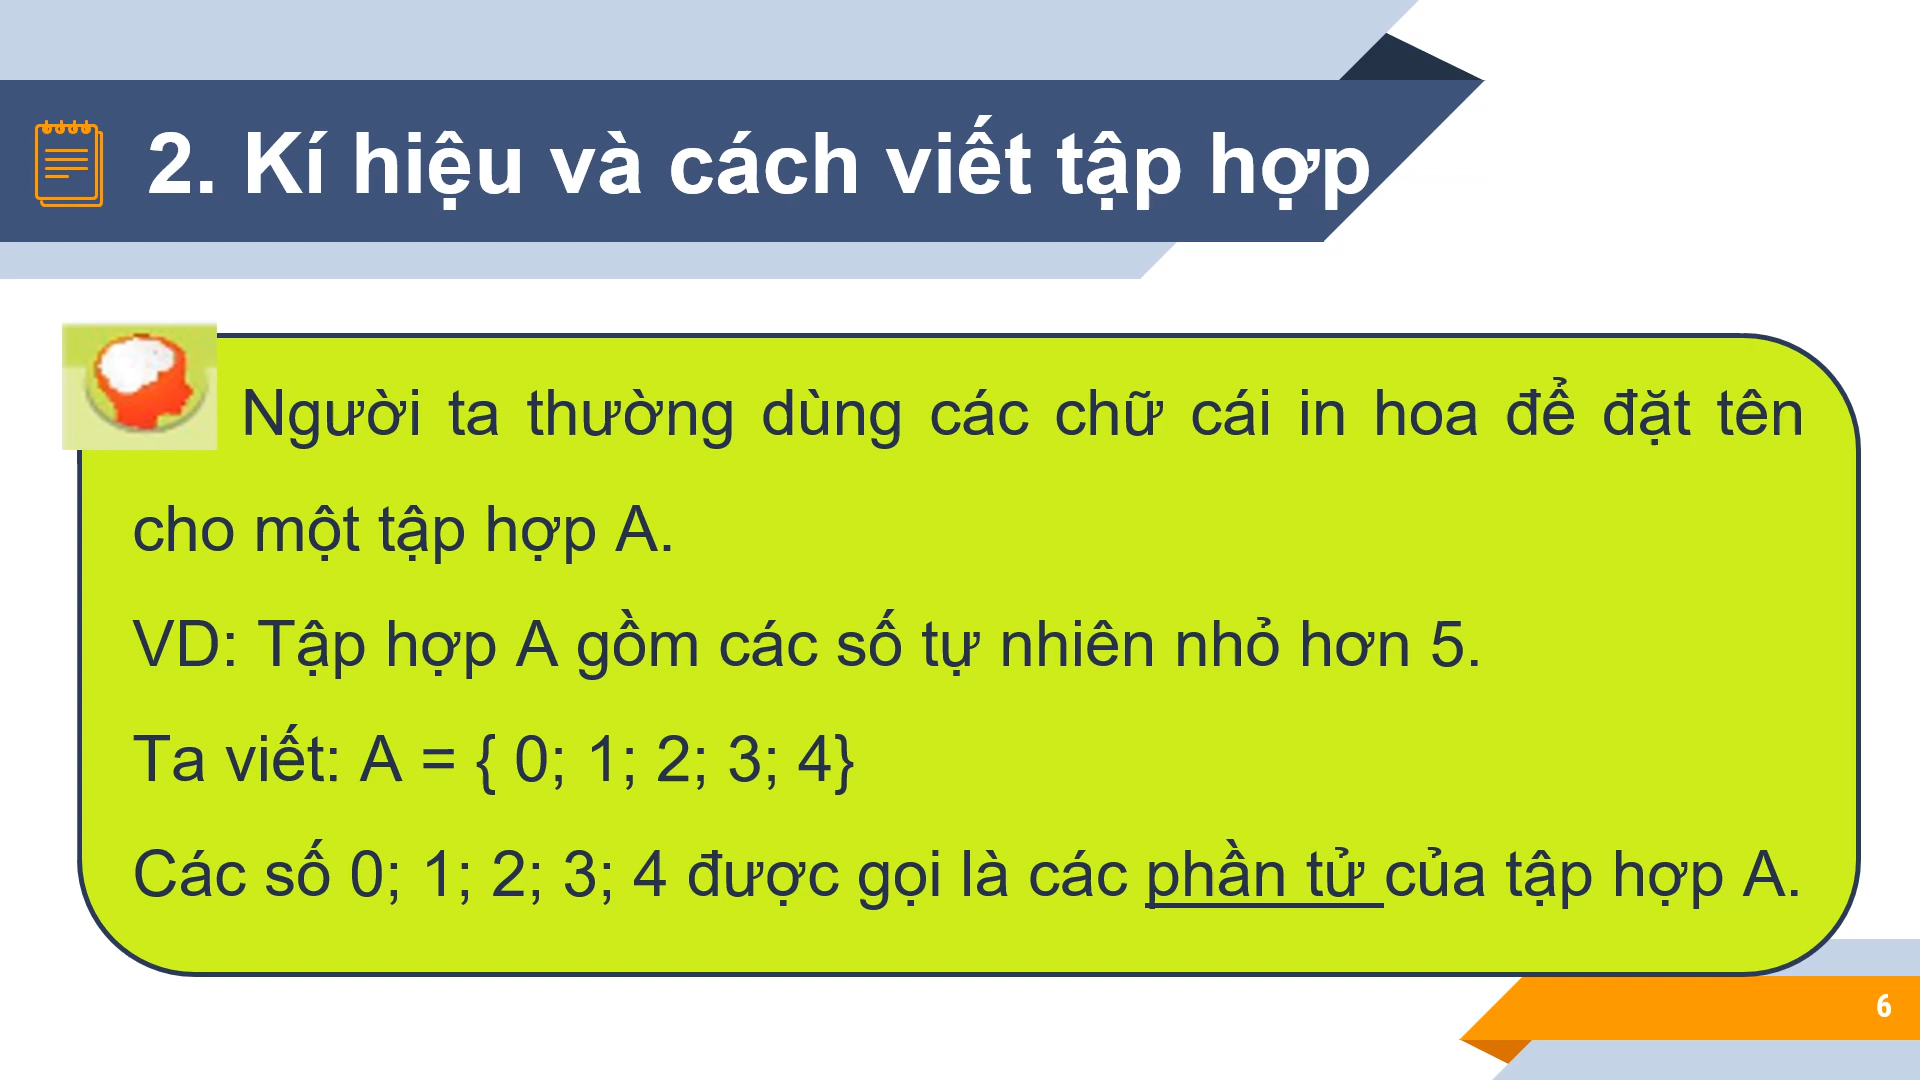 2. Kí hiệu và cách viết tập hợp
Người ta thường dùng các chữ cái in hoa để đặt tên
cho một tập hợp A.
VD: Tập hợp A gồm các số tự nhiên nhỏ hơn 5.
Ta viết: A = { 0; 1; 2; 3; 4}
Các số 0; 1; 2; 3; 4 được gọi là các phần tử của tập hợp A.
6